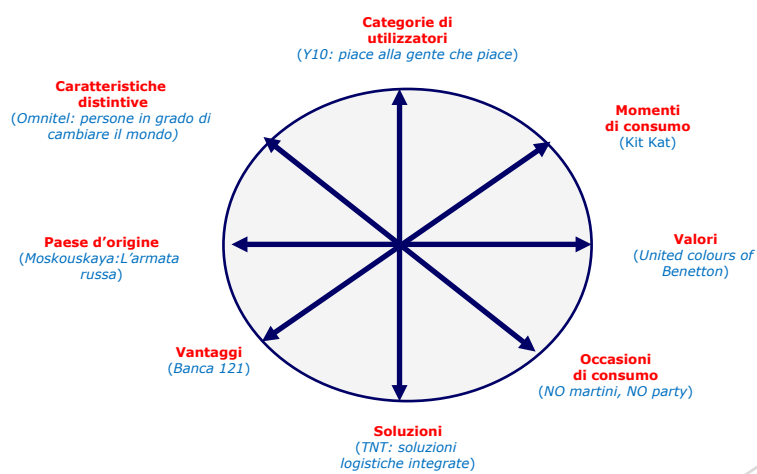 Categorie di
utilizzatori
(Y10: piace alla gente che piace)
Caratteristiche
distintive
(Omnitel: persone in grado di
cambiare il mondo)
Momenti
di consumo
(Kit Kat)
Paese d’origine
(Moskouskaya:L’armata
russa)
Valori
(United colours of
Benetton)
Vantaggi
(Banca 121)
Occasioni
di consumo
(NO martini, NO party)
Soluzioni
(TNT: soluzioni
logistiche integrate)